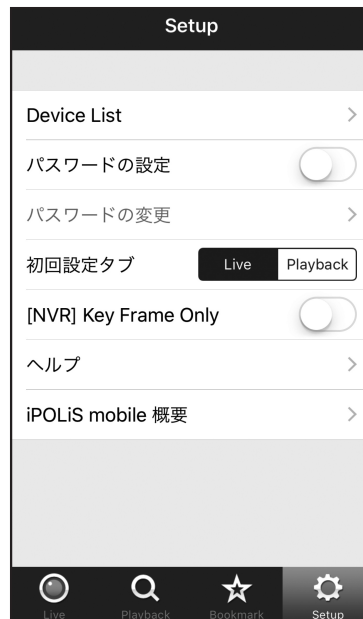 Setup
Device List
パスワードの設定
パスワードの変更
初回設定タブ Live Playback
[NVR] Key Frame Only
ヘルプ
iPOLiS mobile 概要
Live Playback Bookmark Setup